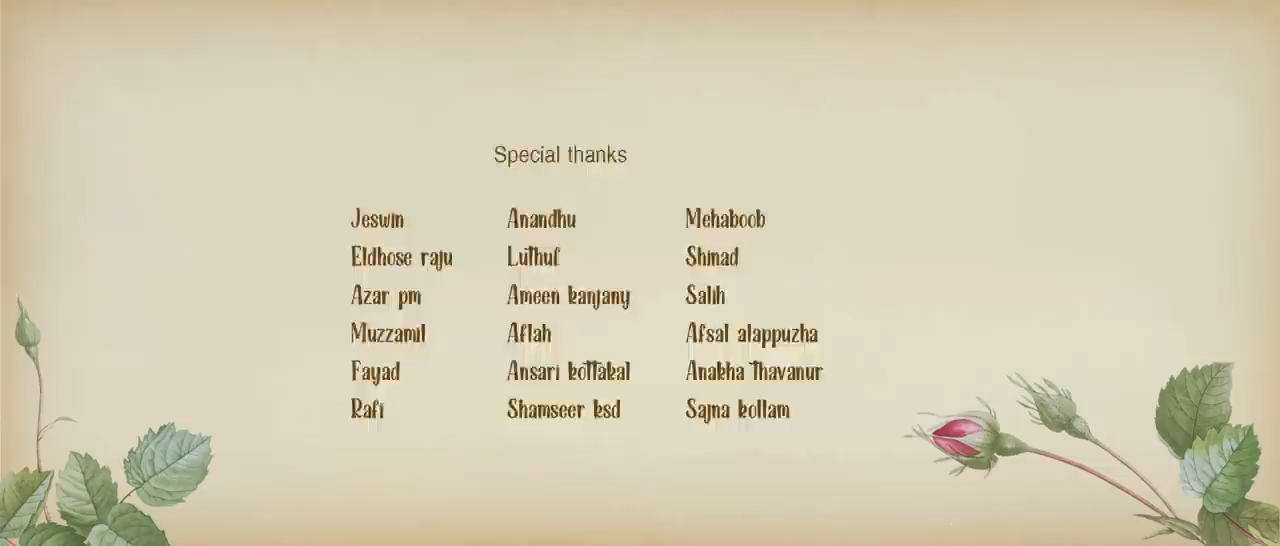 Special thanks
Jeswin Anandhu Mehaboob
Eldhose raju Luthuf Shinad
Azar pm Ameen kanjany Salih
Muzzamil Aflah Afsal alappuzha
Fayad Ansari kottakal Anakha thavanur
Rafi Shamseer ksd Sajna kollam